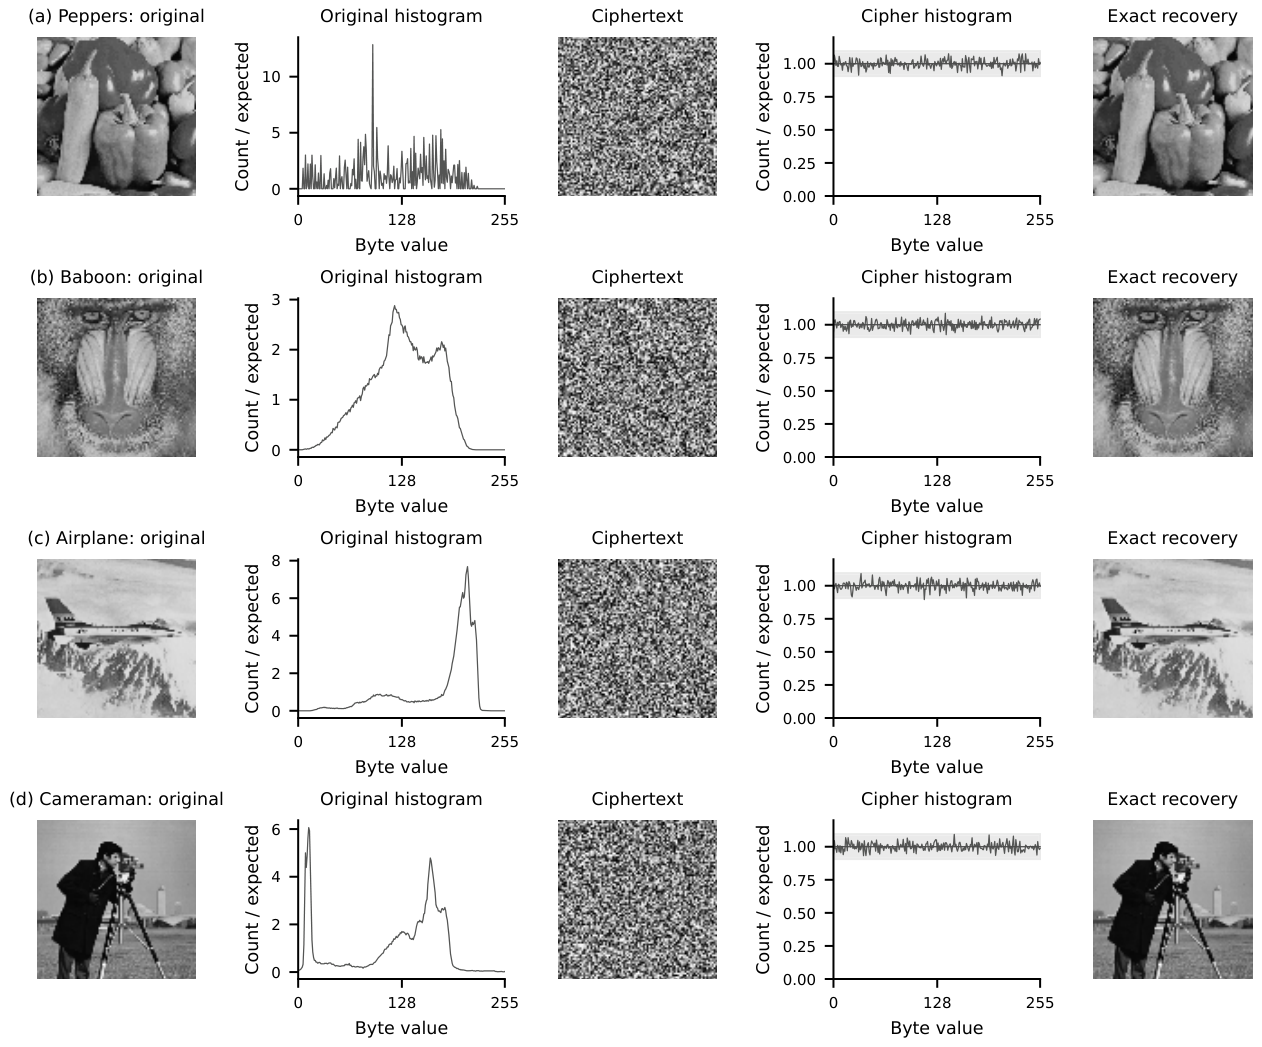 (a) Peppers: original
Original histogram
Ciphertext
Cipher histogram
Exact recovery
Count / expected
10
5
0
0
128
255
Byte value
Count / expected
1.00
0.75
0.50
0.25
0.00
0
128
255
Byte value
(b) Baboon: original
Original histogram
Ciphertext
Cipher histogram
Exact recovery
Count / expected
3
2
1
0
0
128
255
Byte value
Count / expected
1.00
0.75
0.50
0.25
0.00
0
128
255
Byte value
(c) Airplane: original
Original histogram
Ciphertext
Cipher histogram
Exact recovery
Count / expected
8
6
4
2
0
0
128
255
Byte value
Count / expected
1.00
0.75
0.50
0.25
0.00
0
128
255
Byte value
(d) Cameraman: original
Original histogram
Ciphertext
Cipher histogram
Exact recovery
Count / expected
6
4
2
0
0
128
255
Byte value
Count / expected
1.00
0.75
0.50
0.25
0.00
0
128
255
Byte value